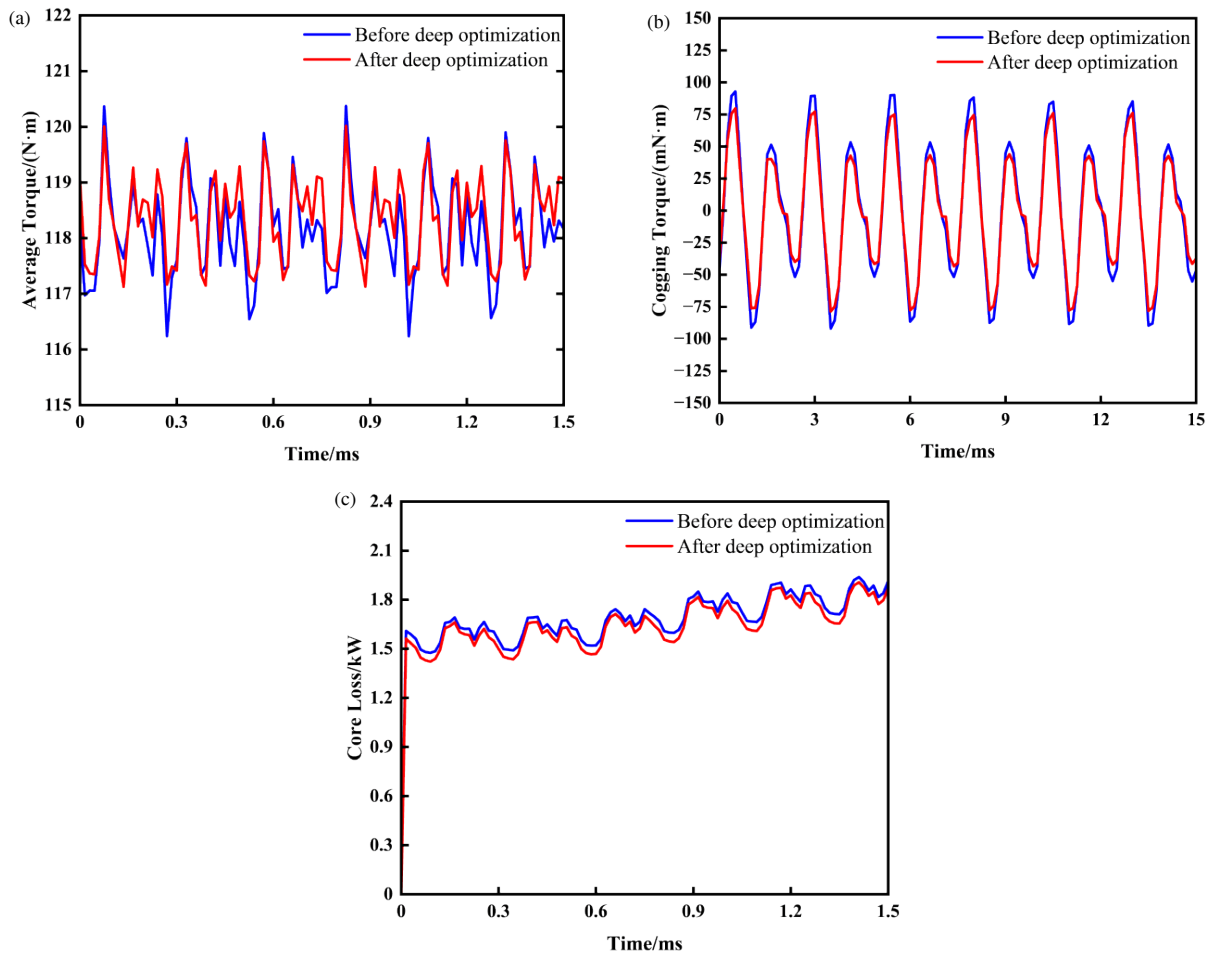 (a)
122
121
120
119
118
117
116
115
Average Torque/(N·m)
Before deep optimization
After deep optimization
0 0.3 0.6 0.9 1.2 1.5
Time/ms
(b)
150
125
100
75
50
25
0
−25
−50
−75
−100
−125
−150
Cogging Torque/(mN·m)
Before deep optimization
After deep optimization
0 3 6 9 12 15
Time/ms
(c)
2.4
2.1
1.8
1.5
1.2
0.9
0.6
0.3
0
Core Loss/kW
Before deep optimization
After deep optimization
0 0.3 0.6 0.9 1.2 1.5
Time/ms